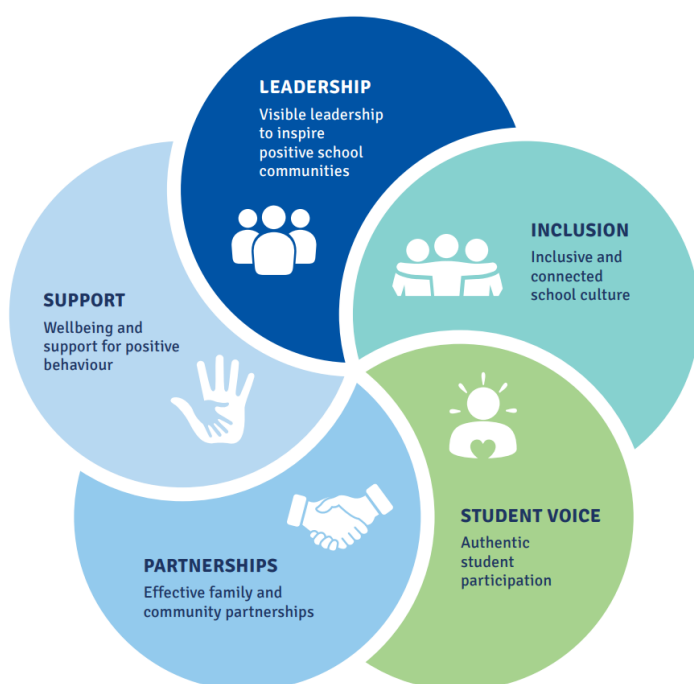 LEADERSHIP
Visible leadership
to inspire
positive school
communities
INCLUSION
Inclusive and
connected
school culture
STUDENT VOICE
Authentic
student
participation
PARTNERSHIPS
Effective family and
community partnerships
SUPPORT
Wellbeing and
support for positive
behaviour